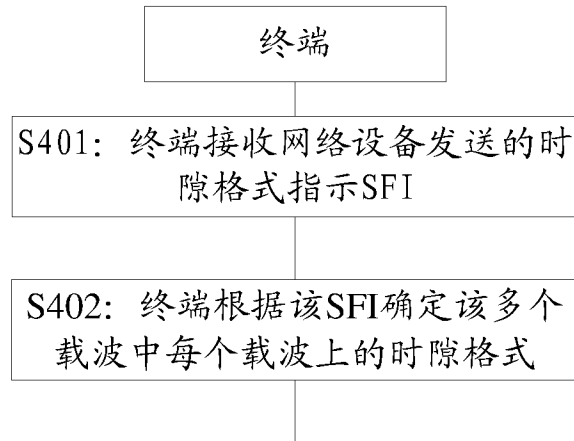 终端
S401：终端接收网络设备发送的时
隙格式指示SFI
S402：终端根据该SFI确定该多个
载波中每个载波上的时隙格式